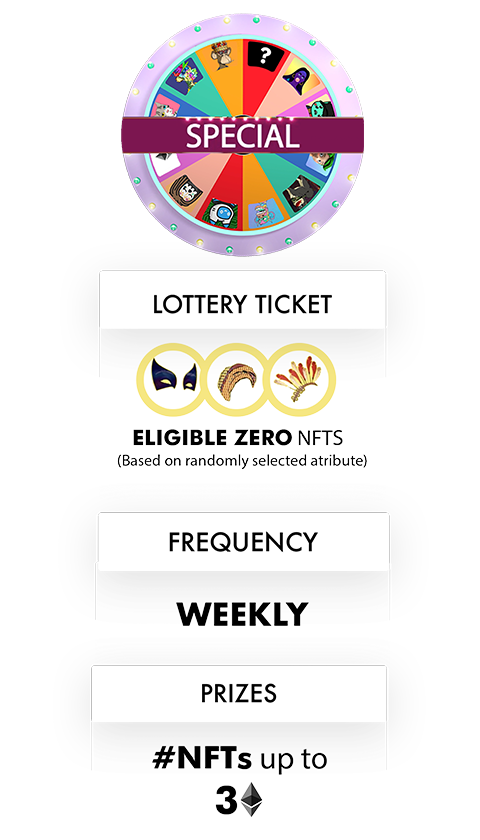 ?
SPECIAL
LOTTERY TICKET
ELIGIBLE ZERO NFTS
(Based on randomly selected atribute)
FREQUENCY
WEEKLY
PRIZES
#NFTs up to
3